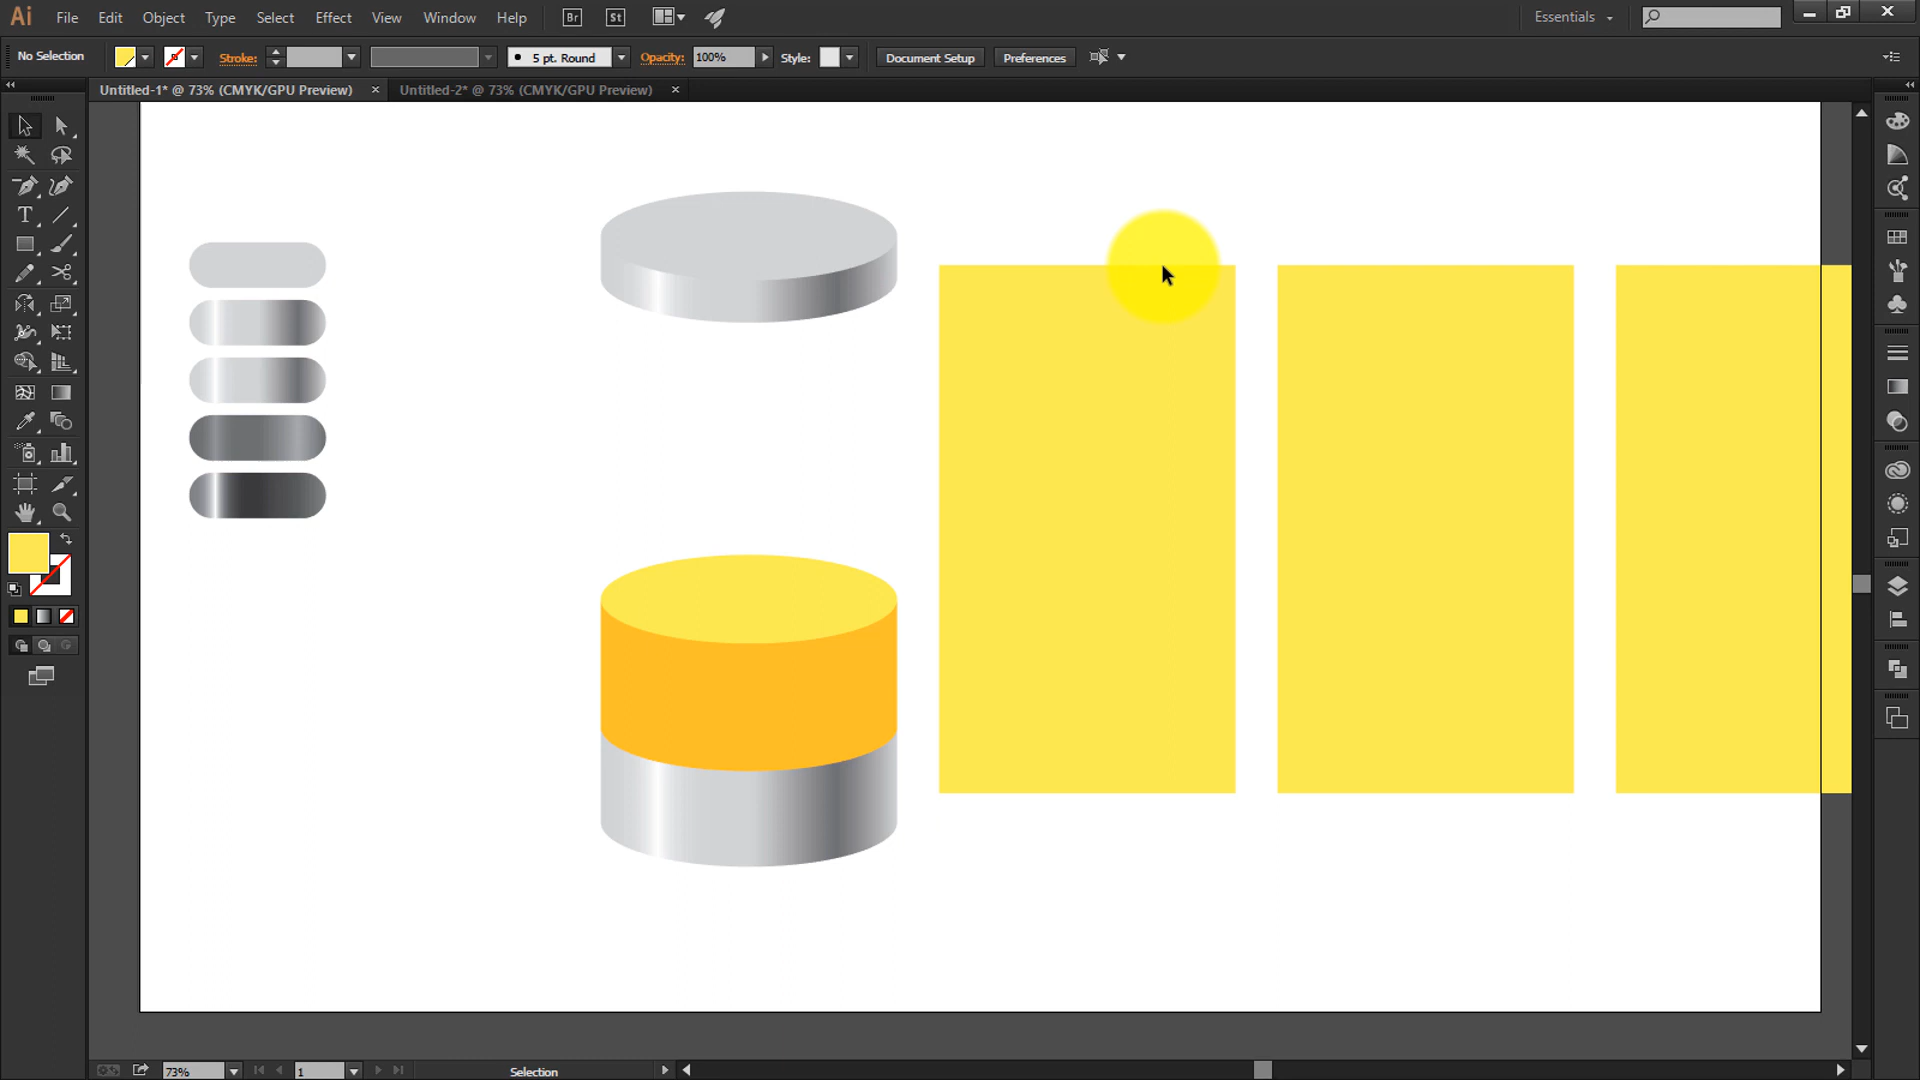 Ai File Edit Object Type Select Effect View Window Help Br St Essentials
No Selection Stroke: 5 pt. Round Opacity: 100% Style: Document Setup Preferences
Untitled-1* @ 73% (CMYK/GPU Preview) × Untitled-2* @ 73% (CMYK/GPU Preview) ×
T
73% 1 Selection